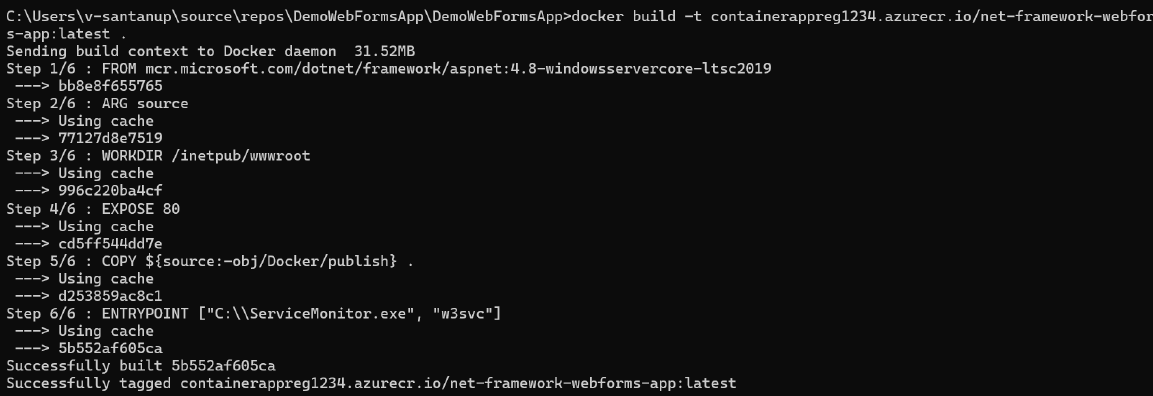 C:\Users\v-santanup\source\repos\DemoWebFormsApp\DemoWebFormsApp>docker build -t containerappreg1234.azurecr.io/net-framework-webfor
s-app:latest .
Sending build context to Docker daemon  31.52MB
Step 1/6 : FROM mcr.microsoft.com/dotnet/framework/aspnet:4.8-windowsservercore-ltsc2019
 ---> bb8e8f655765
Step 2/6 : ARG source
 ---> Using cache
 ---> 77127d8e7519
Step 3/6 : WORKDIR /inetpub/wwwroot
 ---> Using cache
 ---> 996c220ba4cf
Step 4/6 : EXPOSE 80
 ---> Using cache
 ---> cd5ff544dd7e
Step 5/6 : COPY ${source:-obj/Docker/publish} .
 ---> Using cache
 ---> d253859ac8c1
Step 6/6 : ENTRYPOINT ["C:\\ServiceMonitor.exe", "w3svc"]
 ---> Using cache
 ---> 5b552af605ca
Successfully built 5b552af605ca
Successfully tagged containerappreg1234.azurecr.io/net-framework-webforms-app:latest